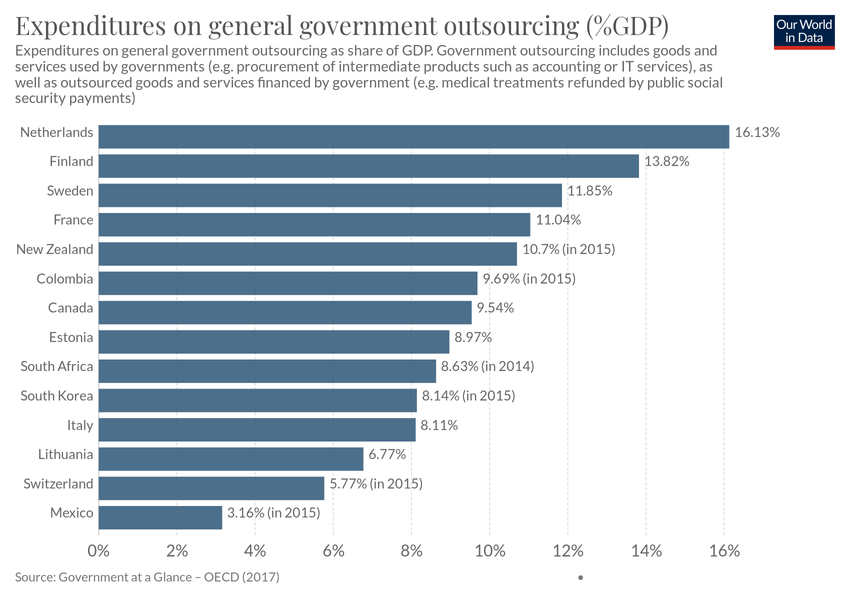 Expenditures on general government outsourcing (%GDP)
Our World
in Data
Expenditures on general government outsourcing as share of GDP. Government outsourcing includes goods and
services used by governments (e.g. procurement of intermediate products such as accounting or IT services), as
well as outsourced goods and services financed by government (e.g. medical treatments refunded by public social
security payments)
Netherlands 16.13%
Finland 13.82%
Sweden 11.85%
France 11.04%
New Zealand 10.7% (in 2015)
Colombia 9.69% (in 2015)
Canada 9.54%
Estonia 8.97%
South Africa 8.63% (in 2014)
South Korea 8.14% (in 2015)
Italy 8.11%
Lithuania 6.77%
Switzerland 5.77% (in 2015)
Mexico 3.16% (in 2015)
0% 2% 4% 6% 8% 10% 12% 14% 16%
Source: Government at a Glance – OECD (2017) •